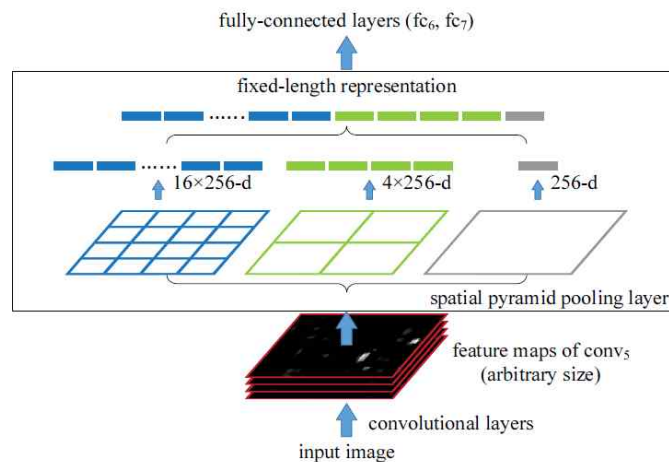 fully-connected layers (fc₆, fc₇)
fixed-length representation
......
......
16×256-d
4×256-d
256-d
spatial pyramid pooling layer
feature maps of conv₅
(arbitrary size)
convolutional layers
input image